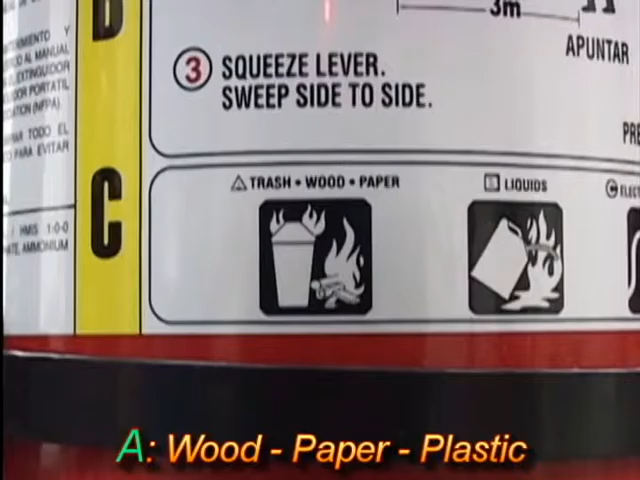 B
3m
APUNTAR
3 SQUEEZE LEVER.
SWEEP SIDE TO SIDE.
Y
AL MANUAL
EXTINGUIDOR
PORTATIL
(NFPA).
TODO EL
PARA EVITAR
HMIS 1-0-0
AMMONIUM
C
PRE
A TRASH • WOOD • PAPER
B LIQUIDS
C ELECT
A: Wood - Paper - Plastic